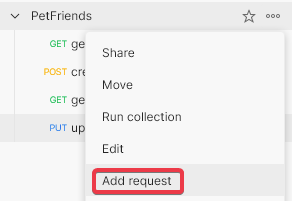 PetFriends
GET ge
Share
Move
POST cre
Run collection
GET ge
Edit
PUT up
Add request